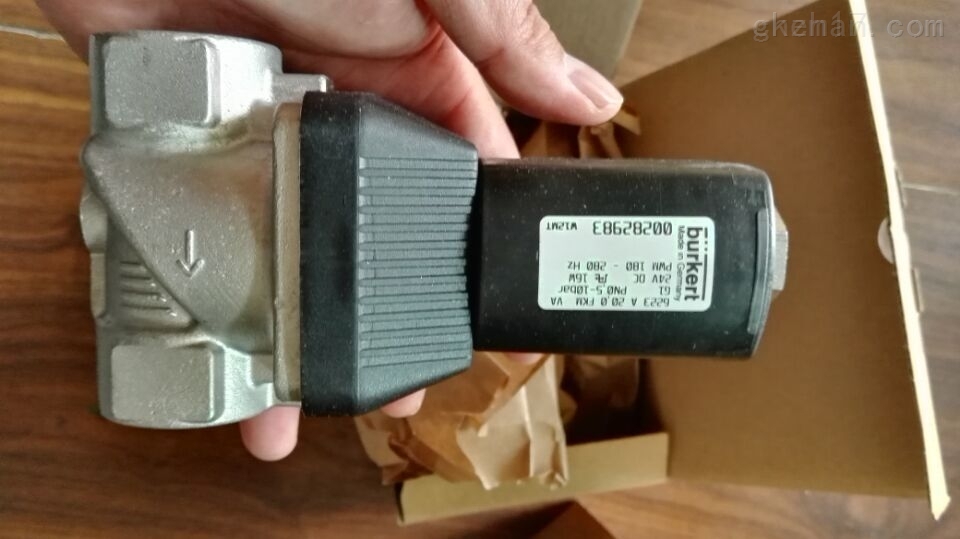 6223 A 20,0 FKM VA
G1 PN0,5-10bar
24V DC 16W
PWM 180 - 280 Hz
00282983
W12MT
bürkert
Made in Germany
gkzhan17.com